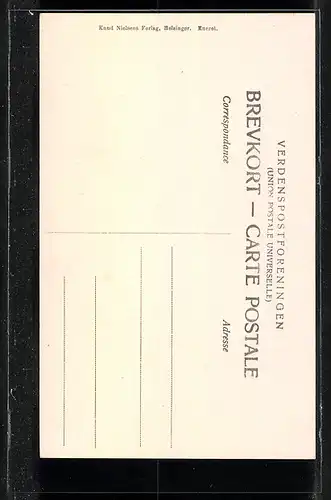 VERDENSPOSTFORENINGEN
(UNION POSTALE UNIVERSELLE)
BREVKORT — CARTE POSTALE
Correspondance
Adresse
Knud Nielsens Forlag, Helsingør. Eneret.